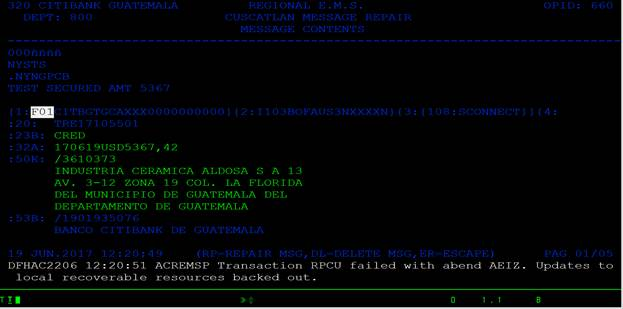 320 CITIBANK GUATEMALA REGIONAL E.M.S. OPID: 660
DEPT: 800 CUSCATLAN MESSAGE REPAIR
MESSAGE CONTENTS
000ññññ
NYSTS
.NYNGPCB
TEST SECURED AMT 5367
{1:F01CITBGTGCAXXX0000000000}{2:I103BOFAUS3NXXXXN}{3:{108:SCONNECT}}{4:
:20: TRE17105501
:23B: CRED
:32A: 170619USD5367,42
:50K: /3610373
INDUSTRIA CERAMICA ALDOSA S A 13
AV. 3-12 ZONA 19 COL. LA FLORIDA
DEL MUNICIPIO DE GUATEMALA DEL
DEPARTAMENTO DE GUATEMALA
:53B: /1901935076
BANCO CITIBANK DE GUATEMALA
19 JUN.2017 12:20:49 (RP=REPAIR MSG,DL=DELETE MSG,ER=ESCAPE) PAG 01/05
DFHAC2206 12:20:51 ACREMSP Transaction RPCU failed with abend AEIZ. Updates to
local recoverable resources backed out.
1.1 B